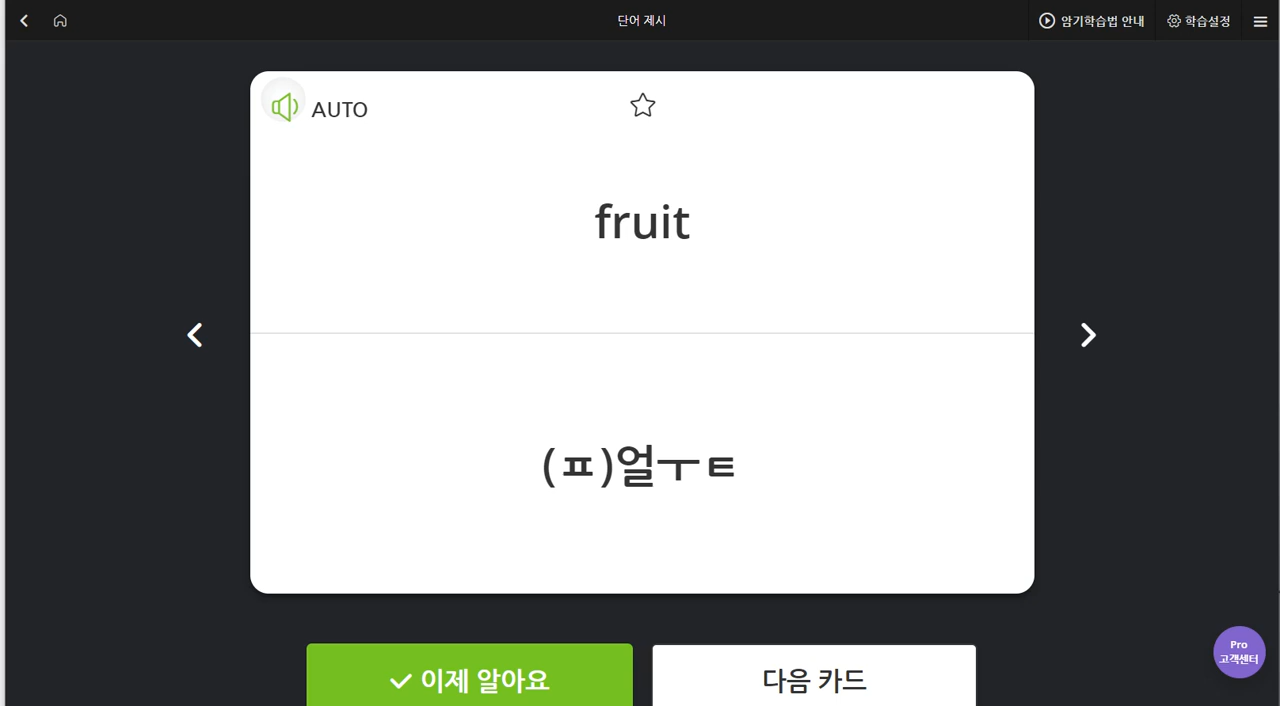 단어 제시
암기학습법 안내
학습설정
AUTO
fruit
(ㅍ)얼ㅜㅌ
이제 알아요
다음 카드
Pro
고객센터